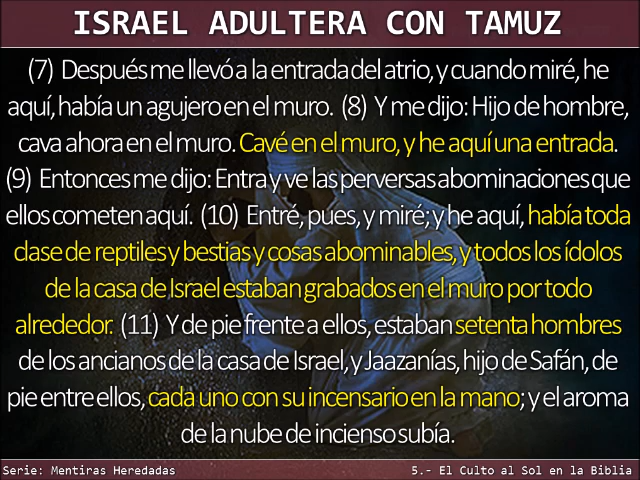 ISRAEL ADULTERA CON TAMUZ
(7) Después me llevó a la entrada del atrio, y cuando miré, he
aquí, había un agujero en el muro. (8) Y me dijo: Hijo de hombre,
cava ahora en el muro. Cavé en el muro, y he aquí una entrada.
(9) Entonces me dijo: Entra y ve las perversas abominaciones que
ellos cometen aquí. (10) Entré, pues, y miré; y he aquí, había toda
clase de reptiles y bestias y cosas abominables, y todos los ídolos
de la casa de Israel estaban grabados en el muro por todo
alrededor. (11) Y de pie frente a ellos, estaban setenta hombres
de los ancianos de la casa de Israel, y Jaazanías, hijo de Safán, de
pie entre ellos, cada uno con su incensario en la mano; y el aroma
de la nube de incienso subía.
Serie: Mentiras Heredadas
5.- El Culto al Sol en la Biblia